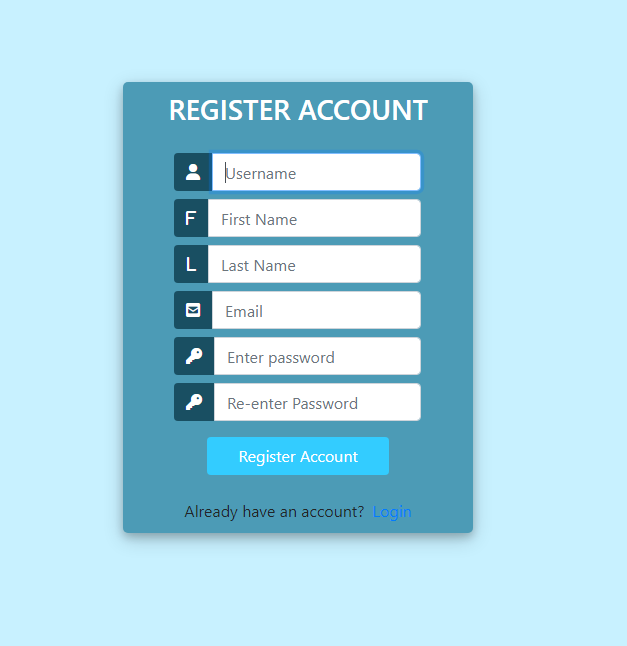 REGISTER ACCOUNT
Username
F First Name
L Last Name
Email
Enter password
Re-enter Password
Register Account
Already have an account? Login